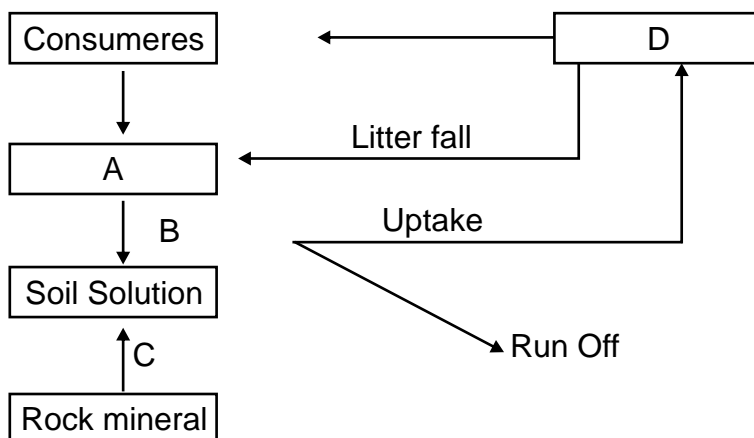 Consumeres
D
Litter fall
A
Uptake
B
Soil Solution
Run Off
C
Rock mineral